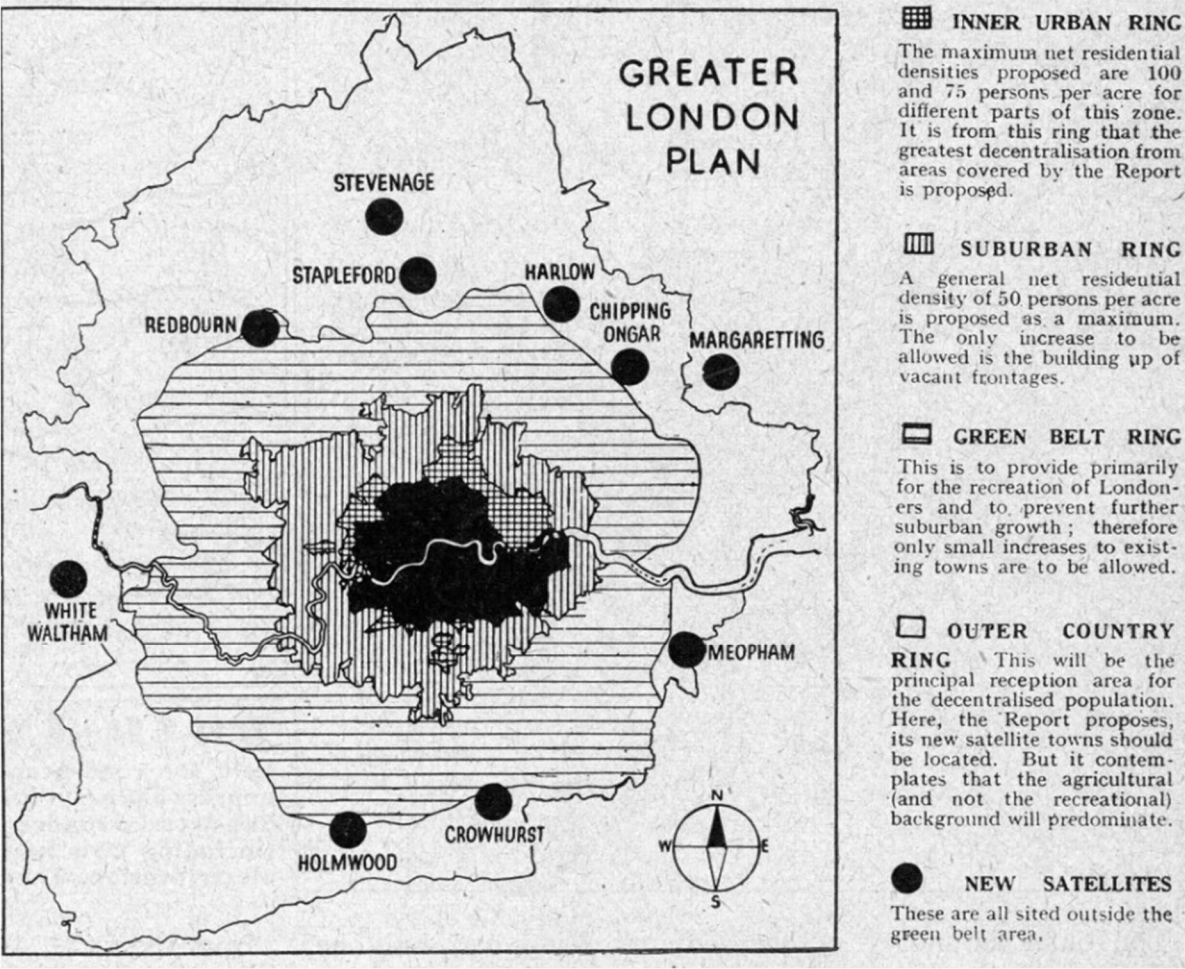 GREATER
LONDON
PLAN
STEVENAGE
STAPLEFORD
HARLOW
REDBOURN
CHIPPING
ONGAR
MARGARETTING
WHITE
WALTHAM
MEOPHAM
CROWHURST
HOLMWOOD
N
W
E
S
INNER URBAN RING
The maximum net residential
densities proposed are 100
and 75 persons per acre for
different parts of this zone.
It is from this ring that the
greatest decentralisation from
areas covered by the Report
is proposed.
SUBURBAN RING
A general net residential
density of 50 persons per acre
is proposed as a maximum.
The only increase to be
allowed is the building up of
vacant frontages.
GREEN BELT RING
This is to provide primarily
for the recreation of London-
ers and to prevent further
suburban growth ; therefore
only small increases to exist-
ing towns are to be allowed.
OUTER COUNTRY
RING This will be the
principal reception area for
the decentralised population.
Here, the Report proposes,
its new satellite towns should
be located. But it contem-
plates that the agricultural
(and not the recreational)
background will predominate.
NEW SATELLITES
These are all sited outside the
green belt area.